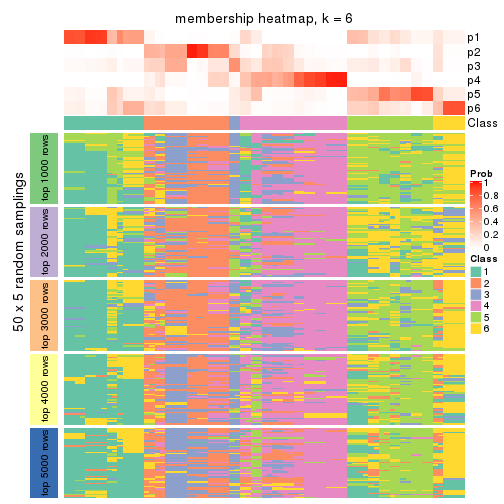 membership heatmap, k = 6
p1
p2
p3
p4
p5
p6
Class
50 x 5 random samplings
top 1000 rows
top 2000 rows
top 3000 rows
top 4000 rows
top 5000 rows
Prob
1
0.8
0.6
0.4
0.2
0
Class
1
2
3
4
5
6